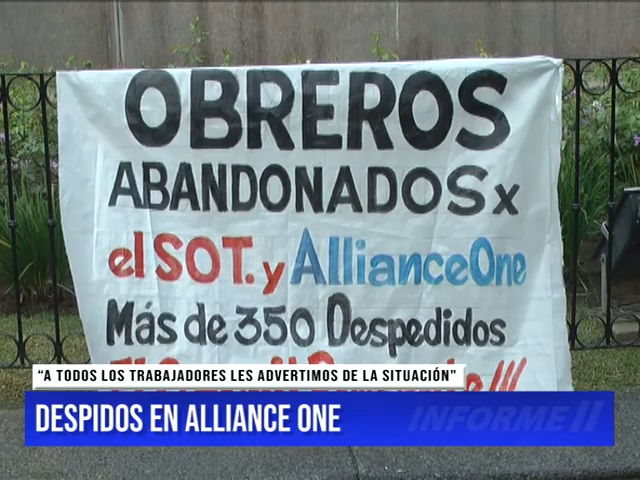 OBREROS
ABANDONADOS x
el SOT. y AllianceOne
Más de 350 Despedidos
"A TODOS LOS TRABAJADORES LES ADVERTIMOS DE LA SITUACIÓN"
DESPIDOS EN ALLIANCE ONE
INFORME II